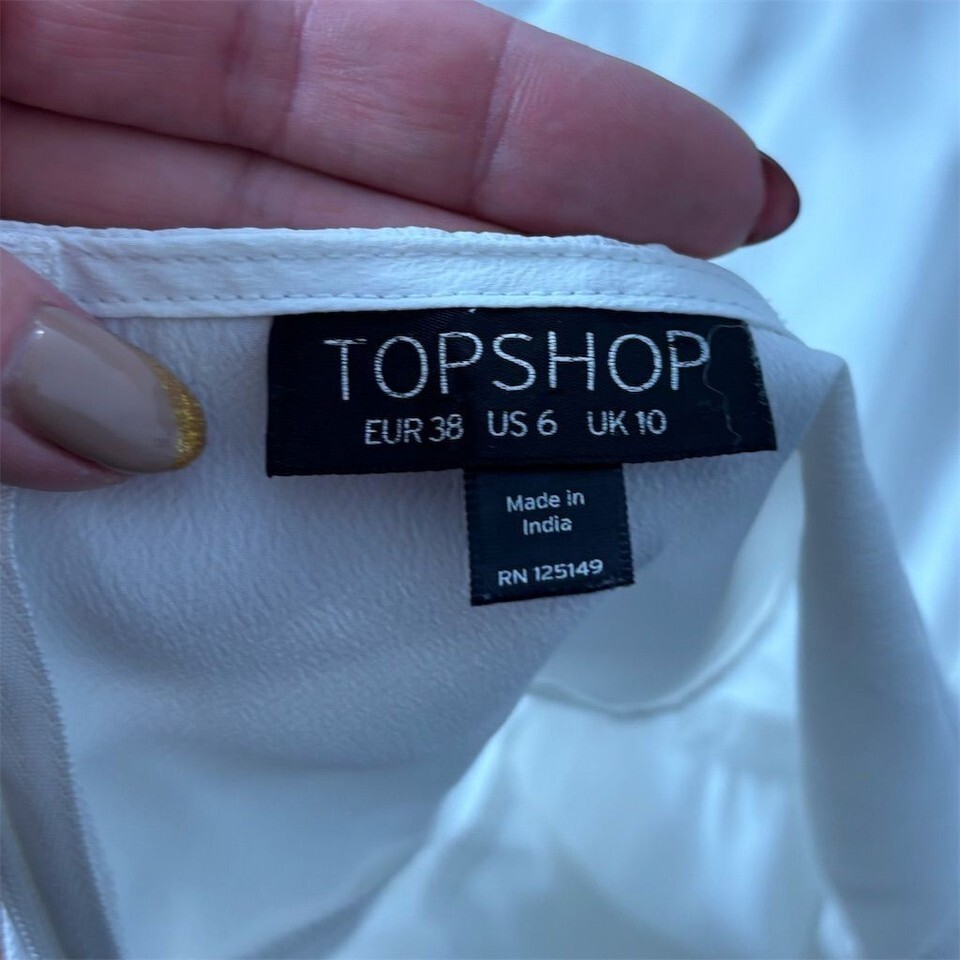 TOPSHOP
EUR 38 US 6 UK 10
Made in
India
RN 125149